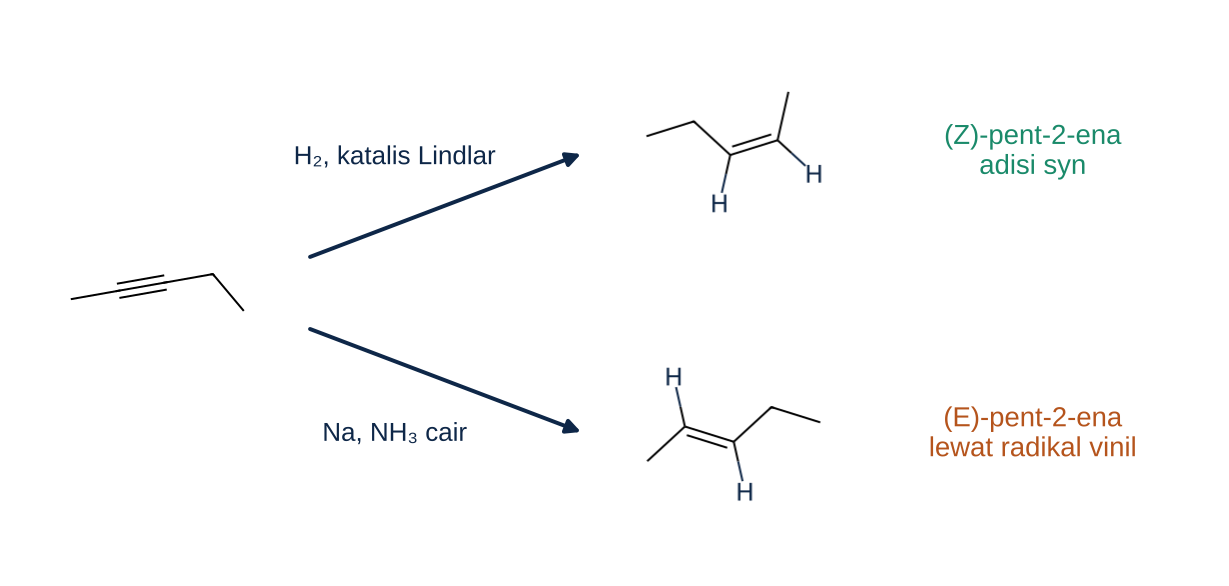 H₂, katalis Lindlar
H
H
(Z)-pent-2-ena
adisi syn
Na, NH₃ cair
H
H
(E)-pent-2-ena
lewat radikal vinil